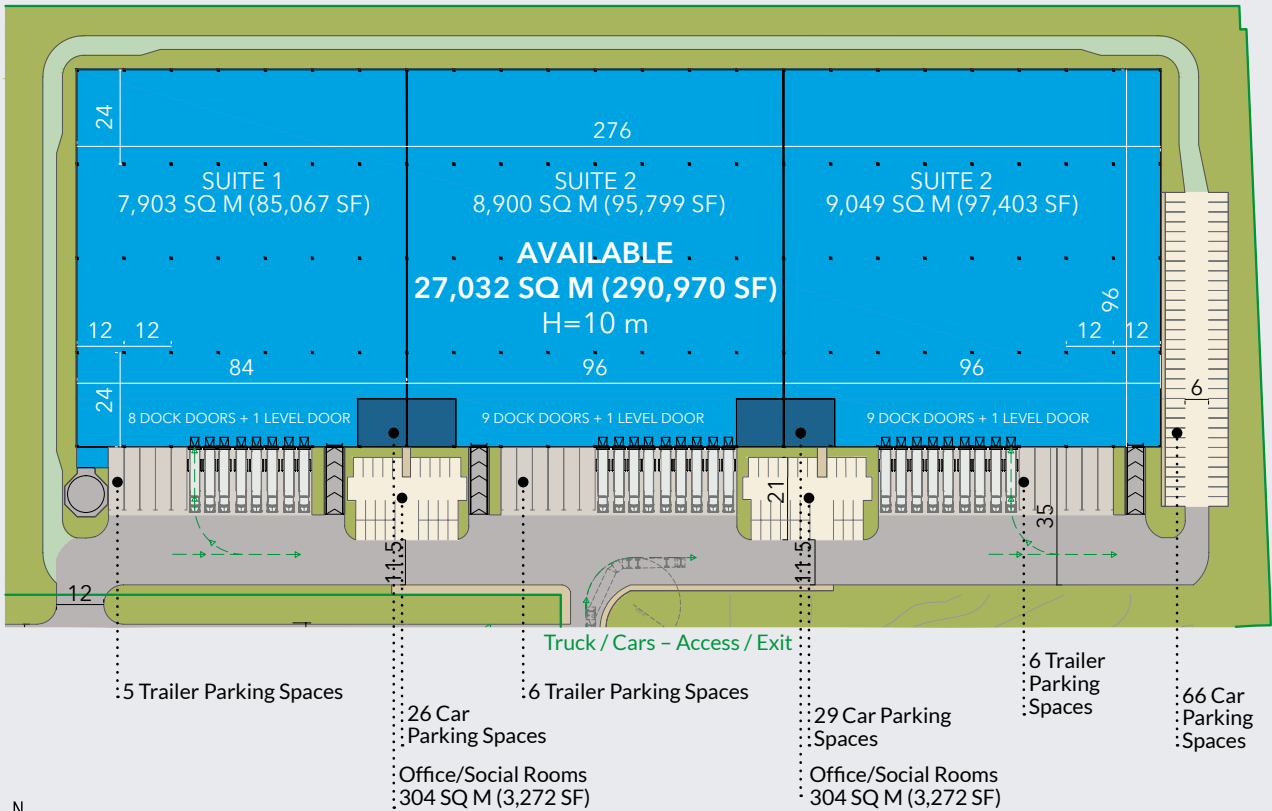 24
276
SUITE 1
7,903 SQ M (85,067 SF)
SUITE 2
8,900 SQ M (95,799 SF)
SUITE 2
9,049 SQ M (97,403 SF)
AVAILABLE
27,032 SQ M (290,970 SF)
H=10 m
96
12 12
12 12
84
96
96
24
6
8 DOCK DOORS + 1 LEVEL DOOR
9 DOCK DOORS + 1 LEVEL DOOR
9 DOCK DOORS + 1 LEVEL DOOR
21
35
11.5
11.5
12
Truck / Cars – Access / Exit
5 Trailer Parking Spaces
26 Car
Parking Spaces
Office/Social Rooms
304 SQ M (3,272 SF)
6 Trailer Parking Spaces
29 Car Parking
Spaces
Office/Social Rooms
304 SQ M (3,272 SF)
6 Trailer
Parking
Spaces
66 Car
Parking
Spaces
N